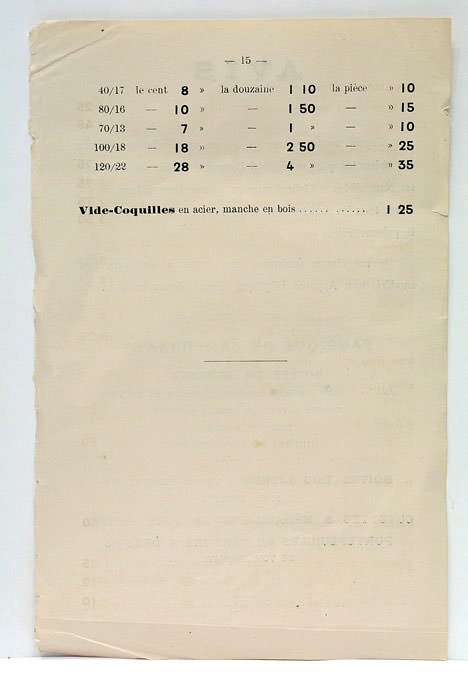 — 15 —
40/17 le cent 8 » la douzaine 1 10 la pièce » 10
80/16 — 10 » — 1 50 — » 15
70/13 — 7 » — 1 » — » 10
100/18 — 18 » — 2 50 — » 25
120/22 — 28 » — 4 » — » 35
Vide-Coquilles en acier, manche en bois ...... ...... 1 25